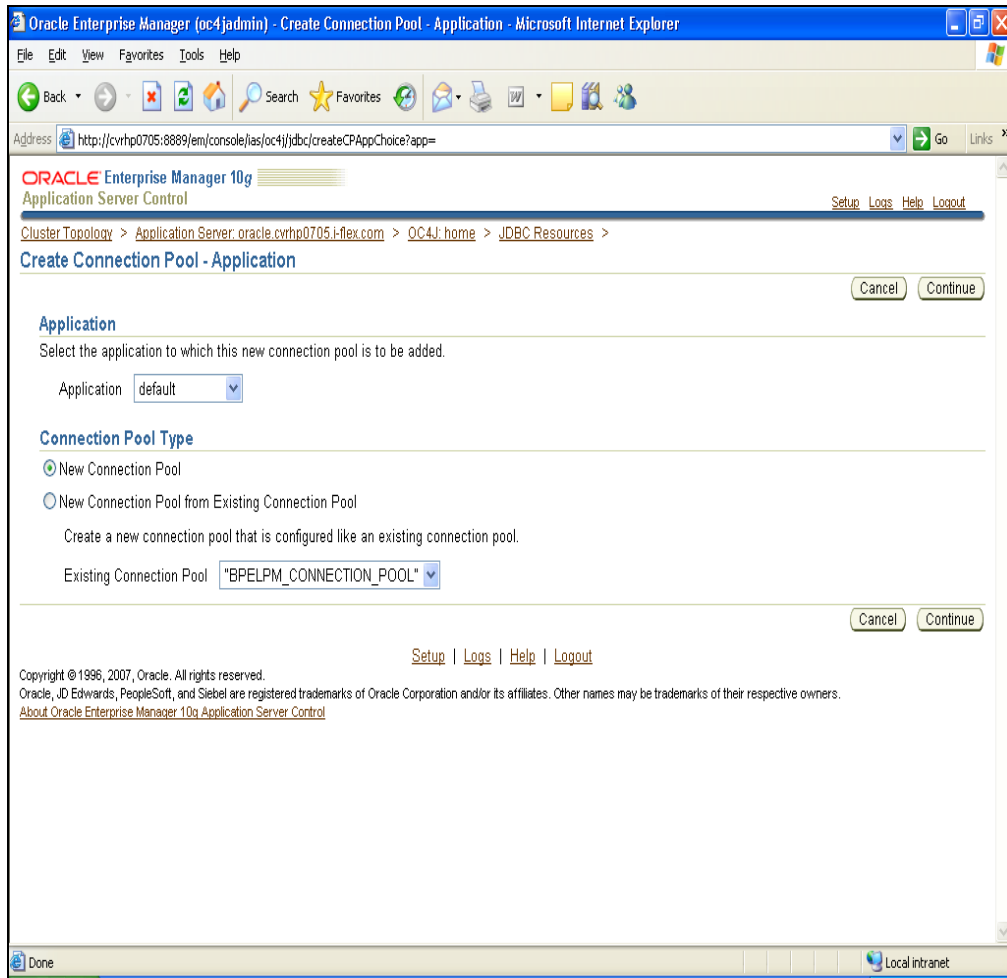 Oracle Enterprise Manager (oc4jadmin) - Create Connection Pool - Application - Microsoft Internet Explorer
File Edit View Favorites Tools Help
Back Search Favorites
Address http://cvrhp0705:8889/em/console/ias/oc4j/jdbc/createCPAppChoice?app= Go Links »
ORACLE Enterprise Manager 10g
Application Server Control
Setup Logs Help Logout
Cluster Topology > Application Server: oracle.cvrhp0705.i-flex.com > OC4J: home > JDBC Resources >
Create Connection Pool - Application
Cancel Continue
Application
Select the application to which this new connection pool is to be added.
Application default
Connection Pool Type
New Connection Pool
New Connection Pool from Existing Connection Pool
Create a new connection pool that is configured like an existing connection pool.
Existing Connection Pool "BPELPM_CONNECTION_POOL"
Cancel Continue
Setup | Logs | Help | Logout
Copyright © 1996, 2007, Oracle. All rights reserved.
Oracle, JD Edwards, PeopleSoft, and Siebel are registered trademarks of Oracle Corporation and/or its affiliates. Other names may be trademarks of their respective owners.
About Oracle Enterprise Manager 10g Application Server Control
Done Local intranet